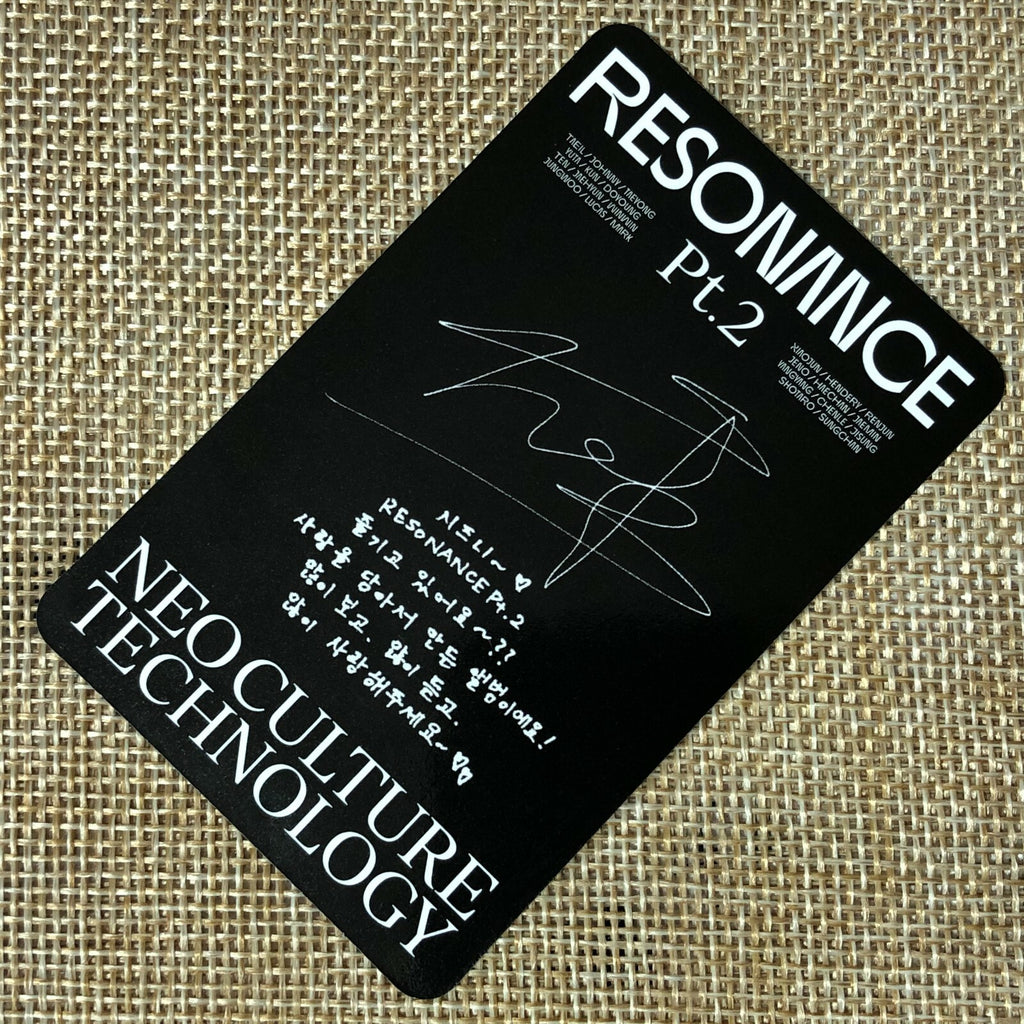 RESONANCE
Pt.2
TAEIL / JOHNNY / TAEYONG
YUTA / KUN / DOYOUNG
TEN / JAEHYUN / WINWIN
JUNGWOO / LUCAS / MARK
XIAOJUN / HENDERY / RENJUN
JENO / HAECHAN / JAEMIN
YANGYANG / CHENLE / JISUNG
SHOTARO / SUNGCHAN
시즈니~ ♡
RESONANCE Pt.2
즐기고 있어요~??
사랑을 담아서 만든 앨범이에요!
많이 보고. 많이 듣고.
많이 사랑해주세요~ ♡♡
NEO CULTURE
TECHNOLOGY